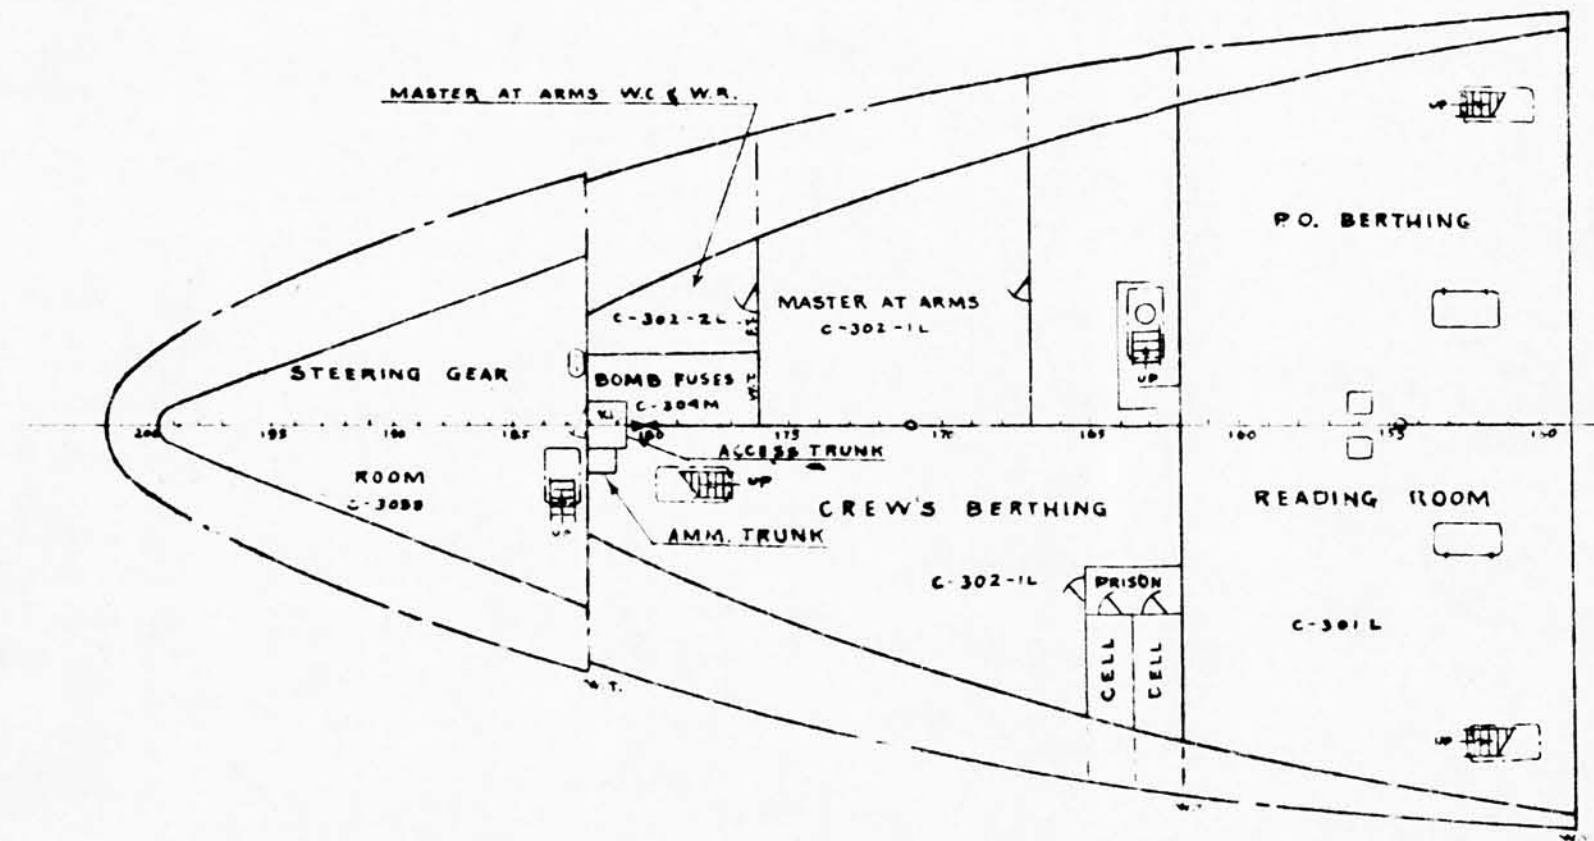 MASTER AT ARMS W.C & W.R.
UP
P.O. BERTHING
MASTER AT ARMS
C-302-1L
C-302-2L
F.T.
STEERING GEAR
BOMB FUSES
W.T.
C-304M
UP
200 195 190 185 180 175 170 165 160 155 150
ACCESS TRUNK
ROOM
UP
CREW'S BERTHING
READING ROOM
UP
AMM. TRUNK
C-302-1L
PRISON
C-301L
CELL
CELL
W.T.
UP
W.T.